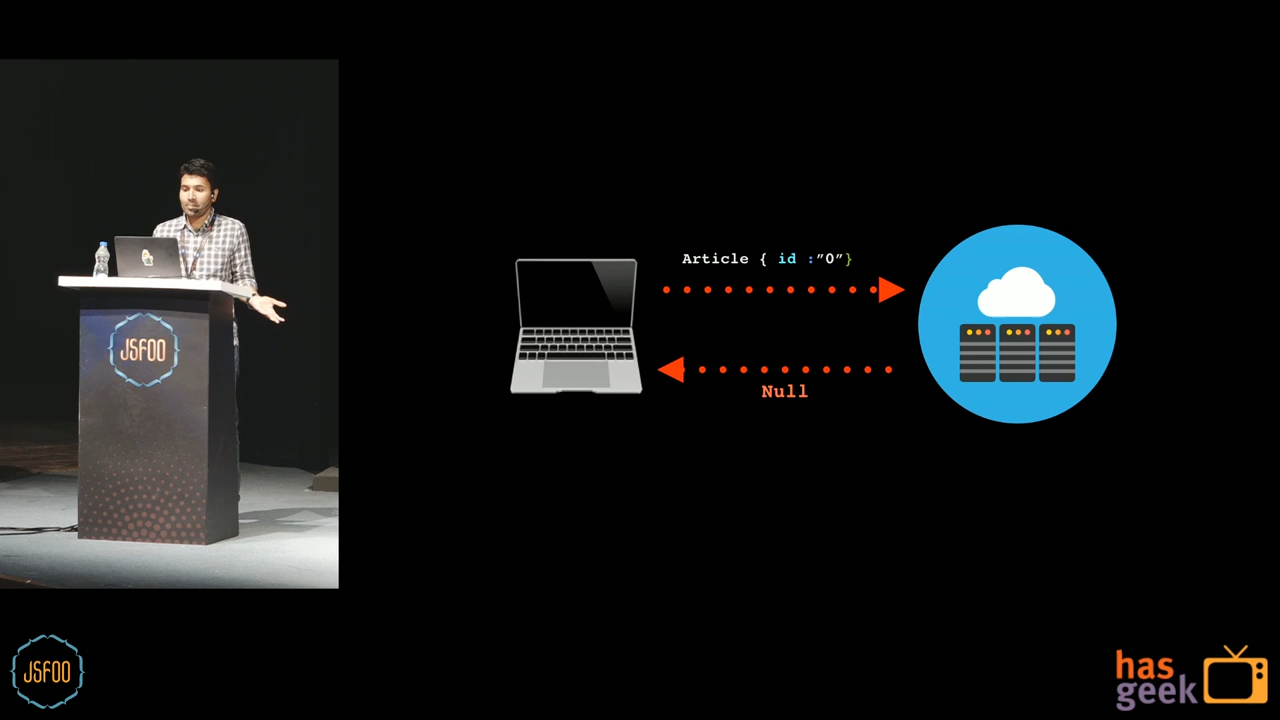 JSFOO
Article { id :”0”}
Null
JSFOO
has
geek